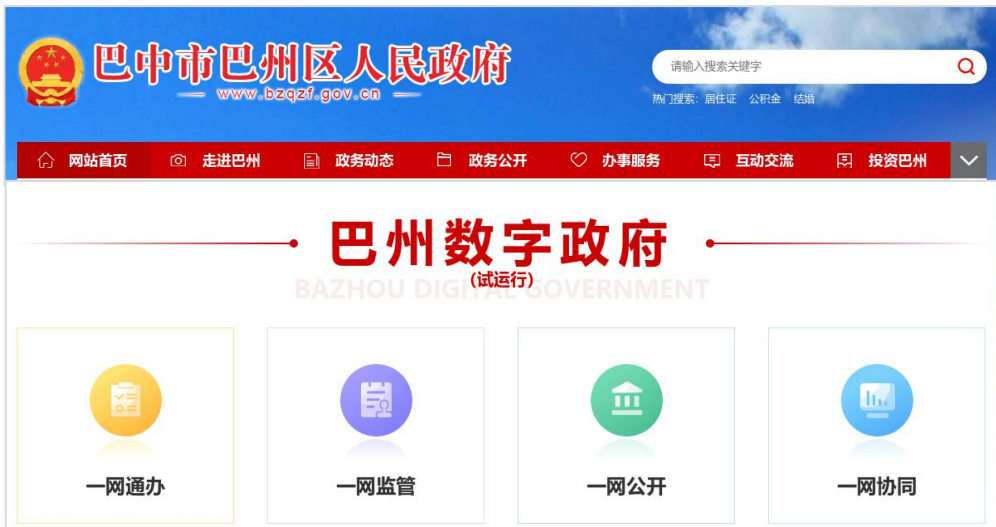 巴中市巴州区人民政府
www.bzqzf.gov.cn
请输入搜索关键字
热门搜索: 居住证 公积金 结婚
网站首页 走进巴州 政务动态 政务公开 办事服务 互动交流 投资巴州
巴州数字政府
(试运行)
BAZHOU DIGITAL GOVERNMENT
一网通办 一网监管 一网公开 一网协同